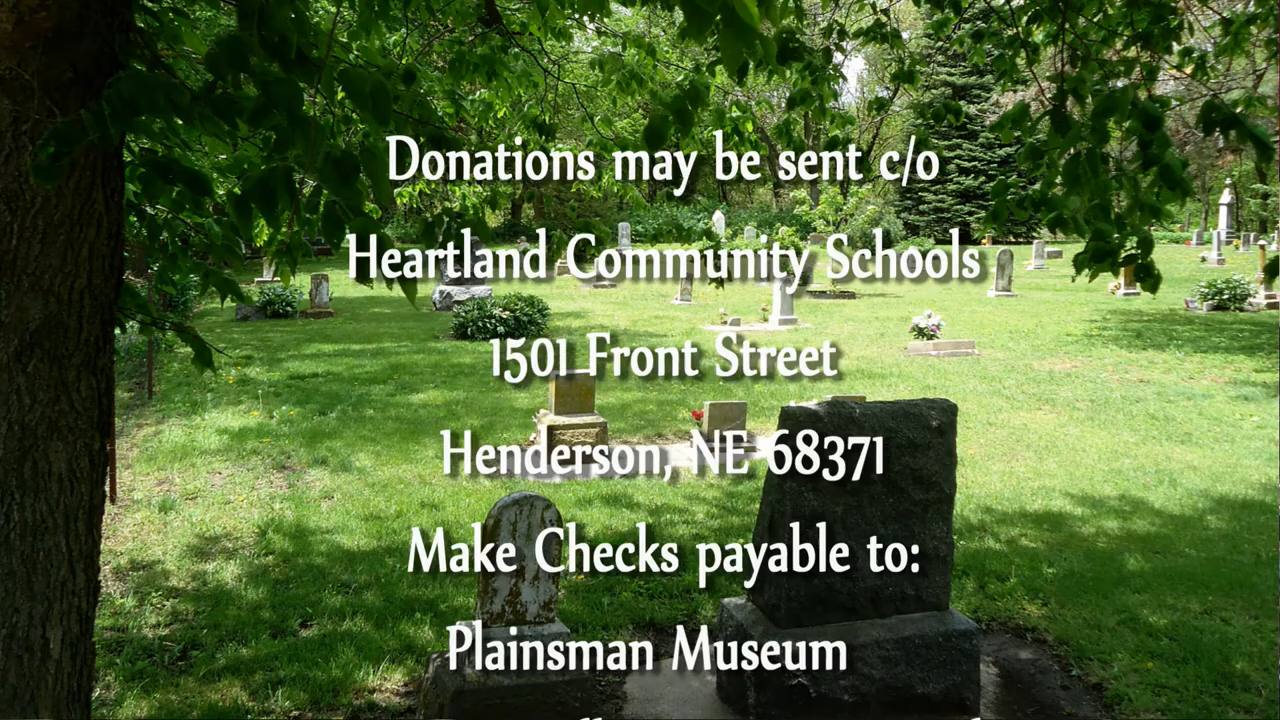 Donations may be sent c/o
Heartland Community Schools
1501 Front Street
Henderson, NE 68371
Make Checks payable to:
Plainsman Museum